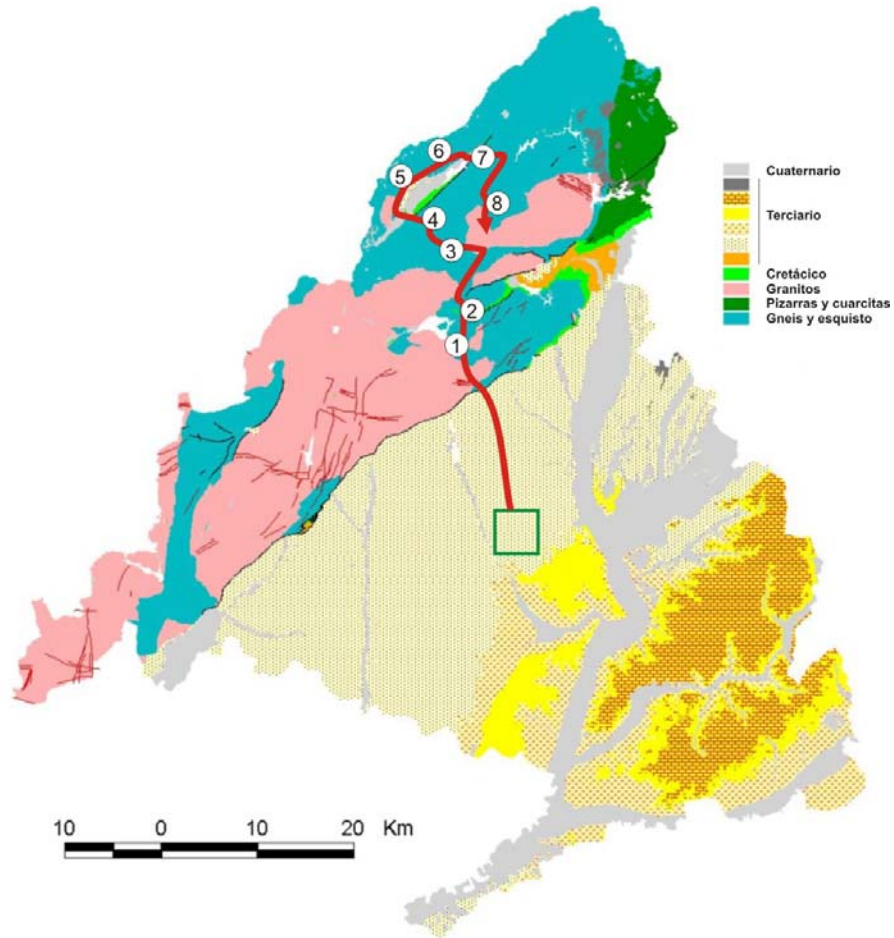 6
7
5
8
4
3
2
1
Cuaternario
Terciario
Cretácico
Granitos
Pizarras y cuarcitas
Gneis y esquisto
10 0 10 20 Km